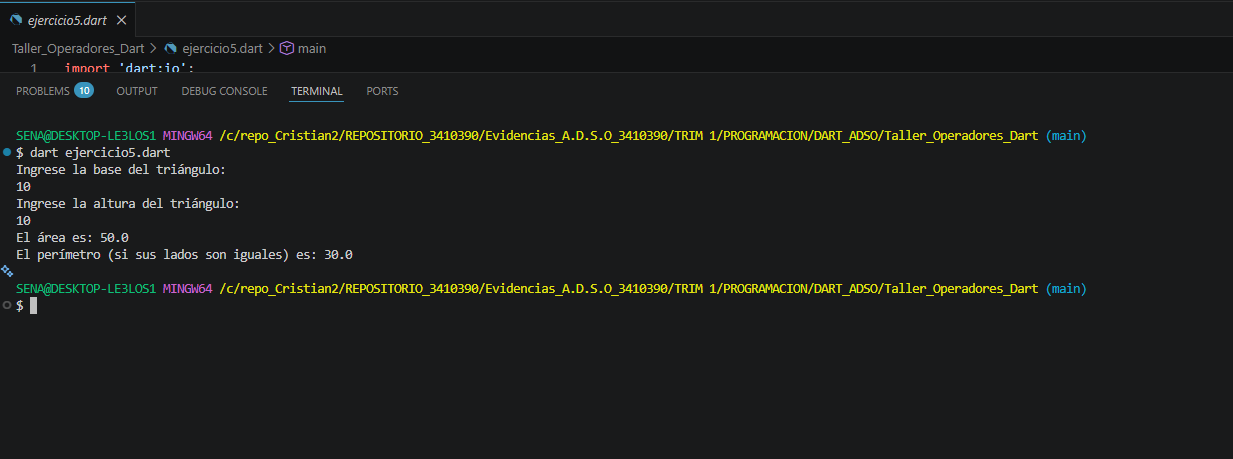 ejercicio5.dart
Taller_Operadores_Dart > ejercicio5.dart > main
1 import 'dart:io';
PROBLEMS 10 OUTPUT DEBUG CONSOLE TERMINAL PORTS
SENA@DESKTOP-LE3LOS1 MINGW64 /c/repo_Cristian2/REPOSITORIO_3410390/Evidencias_A.D.S.O_3410390/TRIM 1/PROGRAMACION/DART_ADSO/Taller_Operadores_Dart (main)
$ dart ejercicio5.dart
Ingrese la base del triángulo:
10
Ingrese la altura del triángulo:
10
El área es: 50.0
El perímetro (si sus lados son iguales) es: 30.0
SENA@DESKTOP-LE3LOS1 MINGW64 /c/repo_Cristian2/REPOSITORIO_3410390/Evidencias_A.D.S.O_3410390/TRIM 1/PROGRAMACION/DART_ADSO/Taller_Operadores_Dart (main)
$